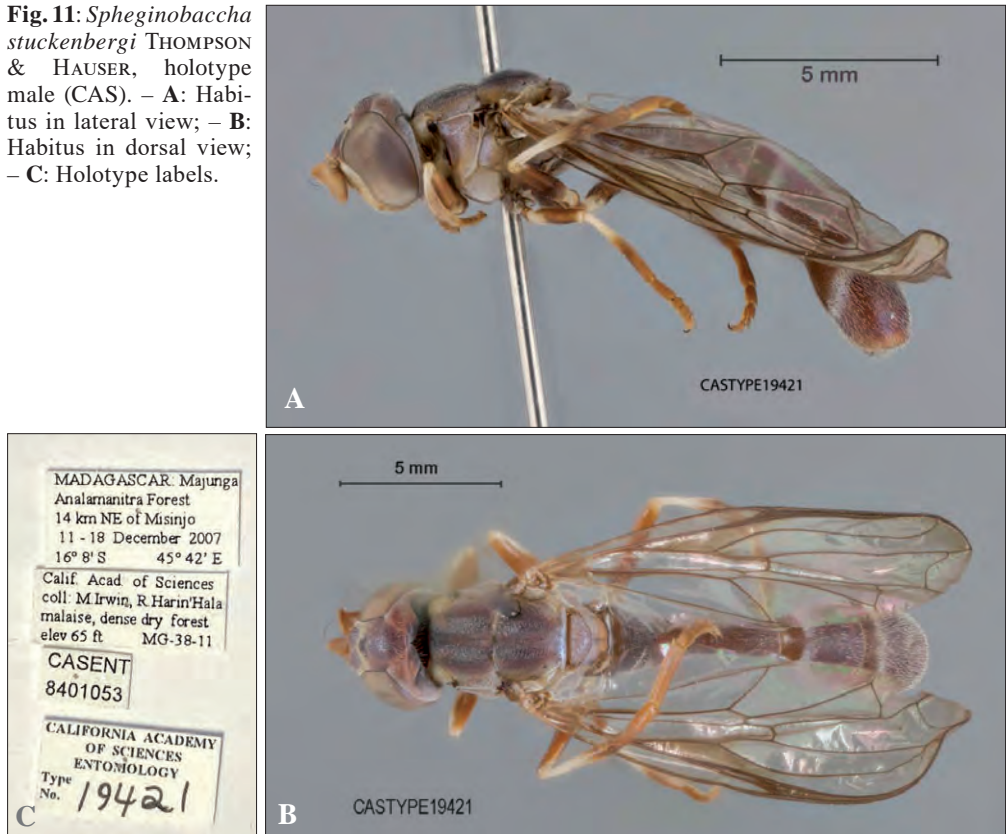 Fig. 11: Spheginobaccha
stuckenbergi THOMPSON
& HAUSER, holotype
male (CAS). – A: Habi-
tus in lateral view; – B:
Habitus in dorsal view;
– C: Holotype labels.
5 mm
CASTYPE19421
A
MADAGASCAR: Majunga
Analamanitra Forest
14 km NE of Misinjo
11 - 18 December 2007
16° 8' S 45° 42' E
Calif. Acad of Sciences
coll: M.Irwin, R.Harin'Hala
malaise, dense dry forest
elev 65 ft MG-38-11
CASENT
8401053
CALIFORNIA ACADEMY
OF SCIENCES
ENTOMOLOGY
Type
No. 19421
C
5 mm
CASTYPE19421
B